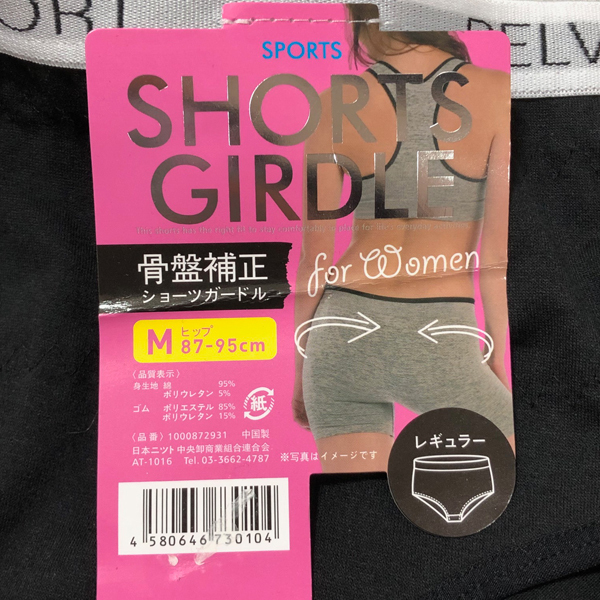 ORT
PELV
SPORTS
SHORTS
GIRDLE
骨盤補正
ショーツガードル
for Women
M ヒップ
87-95cm
〈品質表示〉
身生地 綿 95%
ポリウレタン 5%
ゴム ポリエステル 85%
ポリウレタン 15%
紙
〈品番〉 1000872931 中国製
日本ニット中央卸商業組合連合会
AT-1016 Tel. 03-3662-4787
※写真はイメージです
レギュラー
4 580646 730104